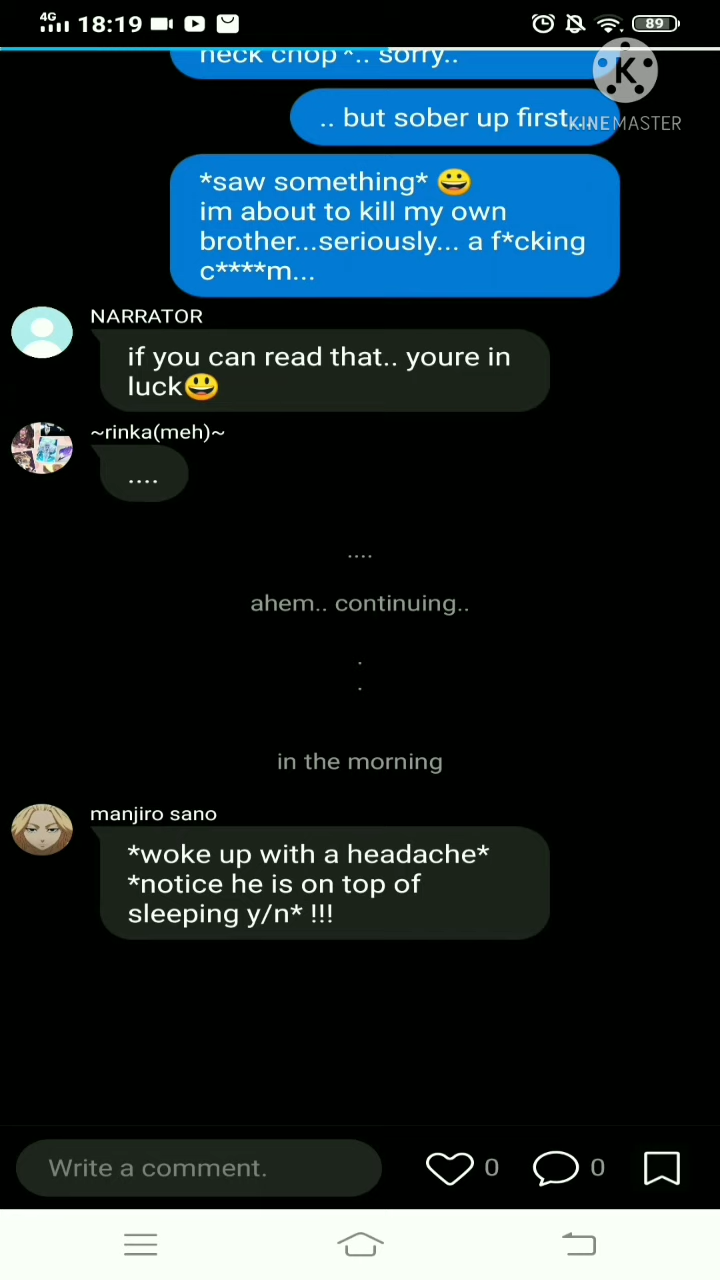 4G 18:19 89
neck chop *.. sorry..
K
KINEMASTER
.. but sober up first...
*saw something* 😀
im about to kill my own
brother...seriously... a f*cking
c****m...
NARRATOR
if you can read that.. youre in
luck😃
~rinka(meh)~
....
....
ahem.. continuing..
.
.
in the morning
manjiro sano
*woke up with a headache*
*notice he is on top of
sleeping y/n* !!!
Write a comment. 0 0